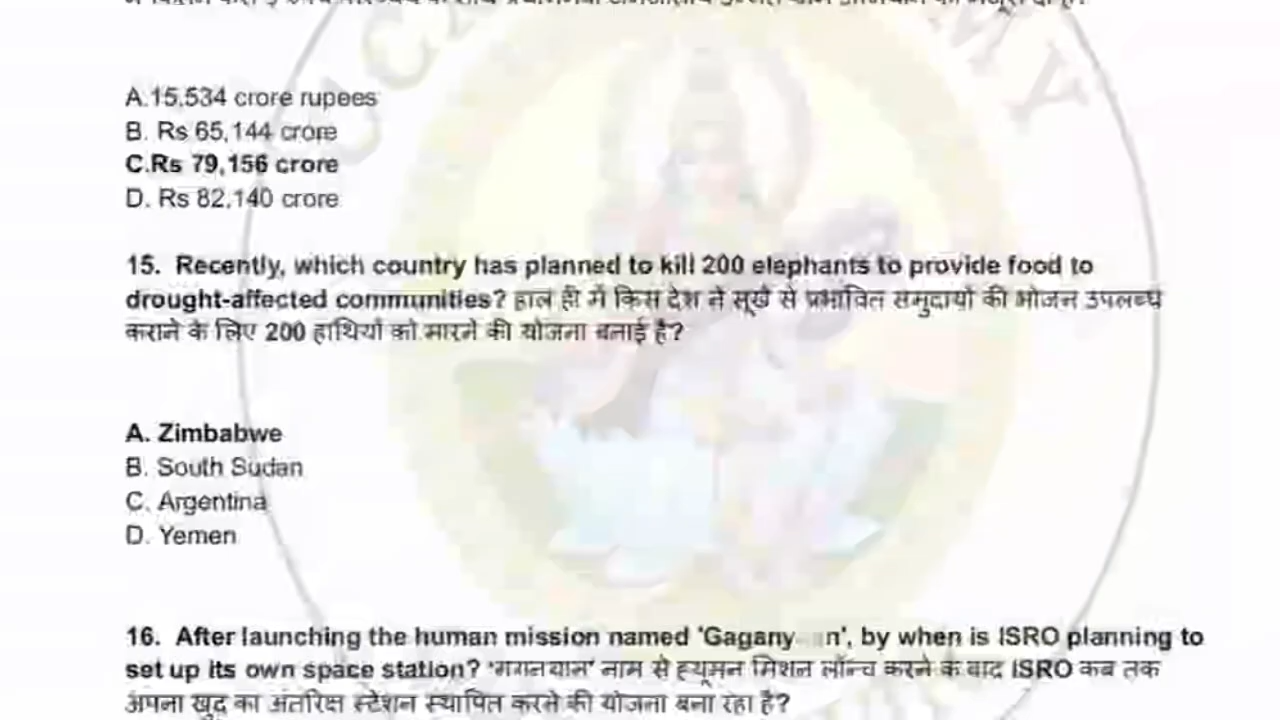 A.15,534 crore rupees
B. Rs 65,144 crore
C.Rs 79,156 crore
D. Rs 82,140 crore
15. Recently, which country has planned to kill 200 elephants to provide food to
drought-affected communities? हाल ही में किस देश ने सूखे से प्रभावित समुदायों की भोजन उपलब्ध
कराने के लिए 200 हाथियों को मारने की योजना बनाई है?
A. Zimbabwe
B. South Sudan
C. Argentina
D. Yemen
16. After launching the human mission named 'Gagany n', by when is ISRO planning to
set up its own space station? 'गगनयान' नाम से ह्यूमन मिशन लॉन्च करने के बाद ISRO कब तक
अपना खुद का अंतरिक्ष स्टेशन स्थापित करने की योजना बना रहा है?